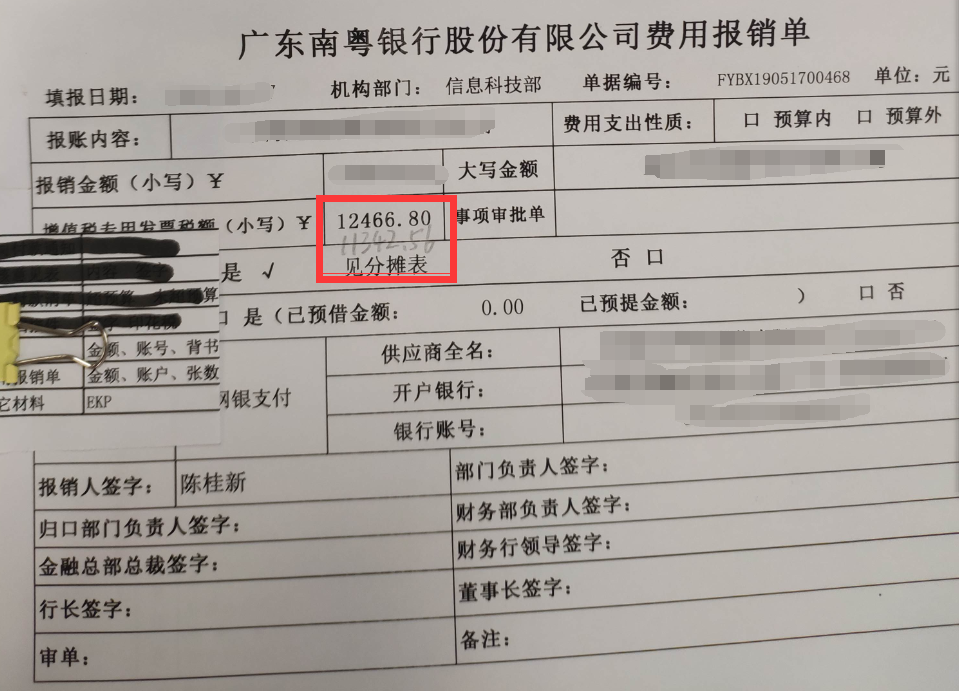 广东南粤银行股份有限公司费用报销单
填报日期： 机构部门： 信息科技部 单据编号： FYBX19051700468 单位：元
报账内容： 费用支出性质： 口 预算内 口 预算外
报销金额（小写）￥ 大写金额
增值税专用发票税额（小写）￥ 12466.80 事项审批单
11342.56
是 √ 见分摊表 否 口
口 是（已预借金额： 0.00 已预提金额： ） 口 否
金额、账号、背书
报销单 金额、账户、张数
它材料 EKP
网银支付
供应商全名：
开户银行：
银行账号：
报销人签字： 陈桂新 部门负责人签字：
归口部门负责人签字： 财务部负责人签字：
金融总部总裁签字： 财务行领导签字：
行长签字： 董事长签字：
审单： 备注：